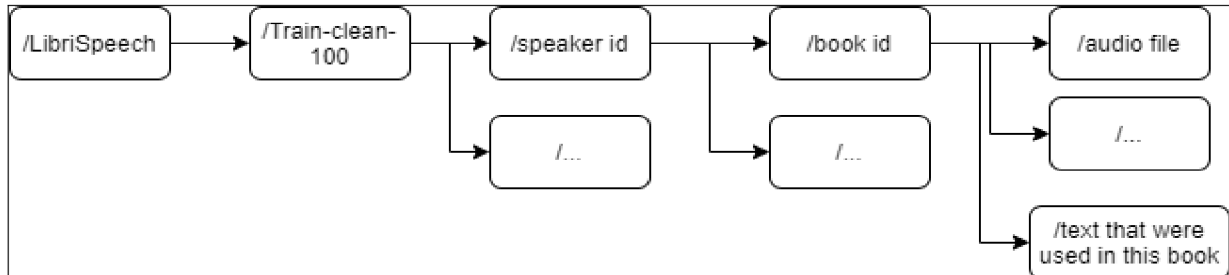 /LibriSpeech
/Train-clean-
100
/speaker id
/book id
/audio file
/...
/...
/...
/text that were
used in this book